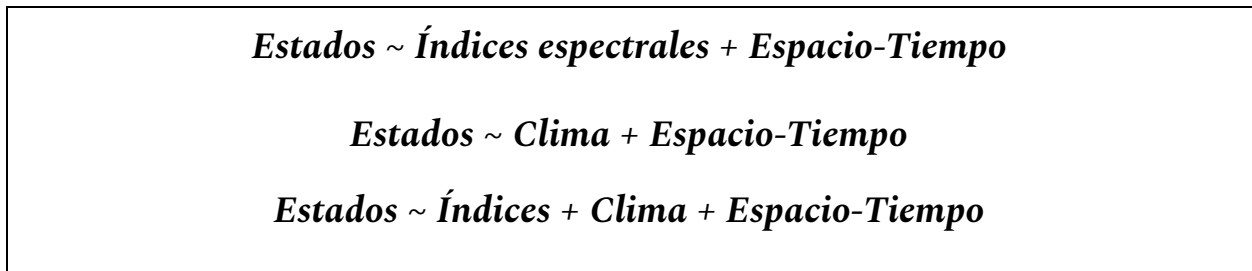 Estados ~ Índices espectrales + Espacio-Tiempo
Estados ~ Clima + Espacio-Tiempo
Estados ~ Índices + Clima + Espacio-Tiempo